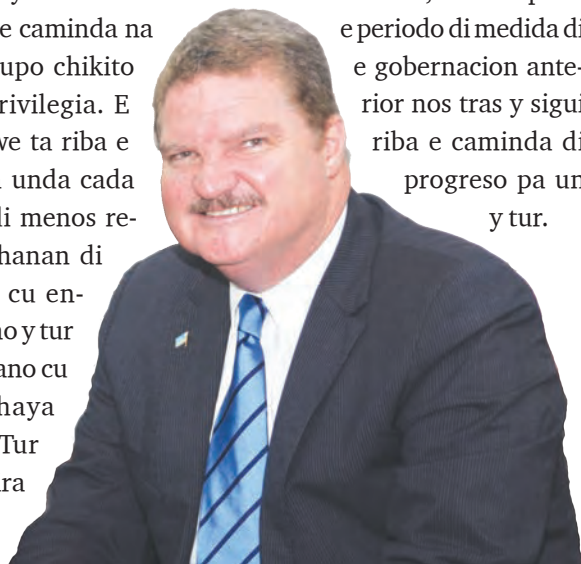 e caminda na
upo chikito
rivilegia. E
ta riba e
unda cada
di menos re-
hanan di
cu en-
no y tur
ano cu
haya
Tur
ra
e periodo di medida di
e gobernacion ante-
rior nos tras y sigui
riba e caminda di
progreso pa un
y tur.